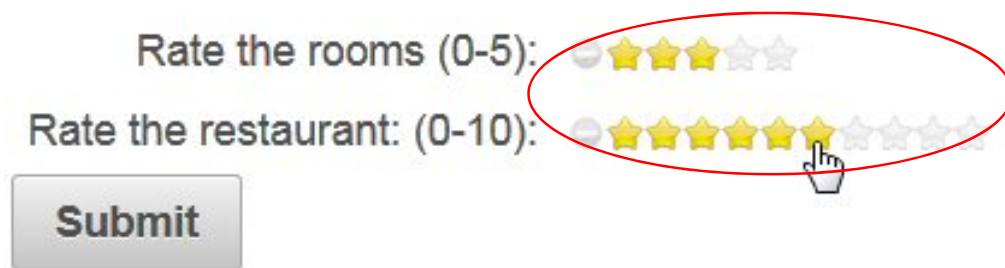 Rate the rooms (0-5):
Rate the restaurant: (0-10):
Submit